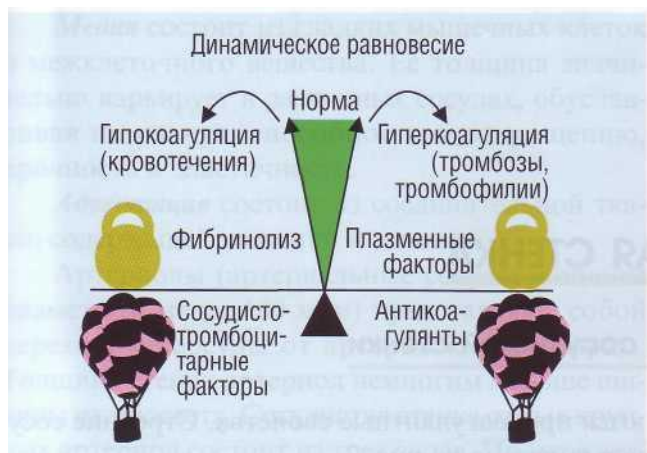 Динамическое равновесие
Норма
Гипокоагуляция
(кровотечения)
Гиперкоагуляция
(тромбозы,
тромбофилии)
Фибринолиз
Плазменные
факторы
Сосудисто-
тромбоци-
тарные
факторы
Антикоа-
гулянты